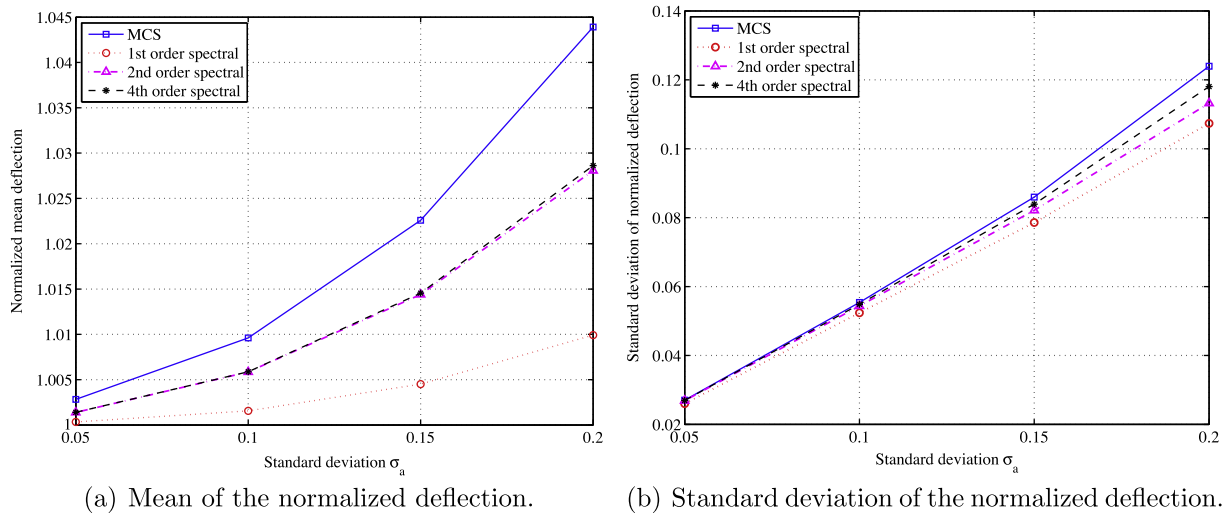 1.045
1.04
1.035
1.03
1.025
1.02
1.015
1.01
1.005
1
Normalized mean deflection
MCS
1st order spectral
2nd order spectral
4th order spectral
0.05 0.1 0.15 0.2
Standard deviation σa
(a) Mean of the normalized deflection.
0.14
0.12
0.1
0.08
0.06
0.04
0.02
Standard deviation of normalized deflection
MCS
1st order spectral
2nd order spectral
4th order spectral
0.05 0.1 0.15 0.2
Standard deviation σa
(b) Standard deviation of the normalized deflection.